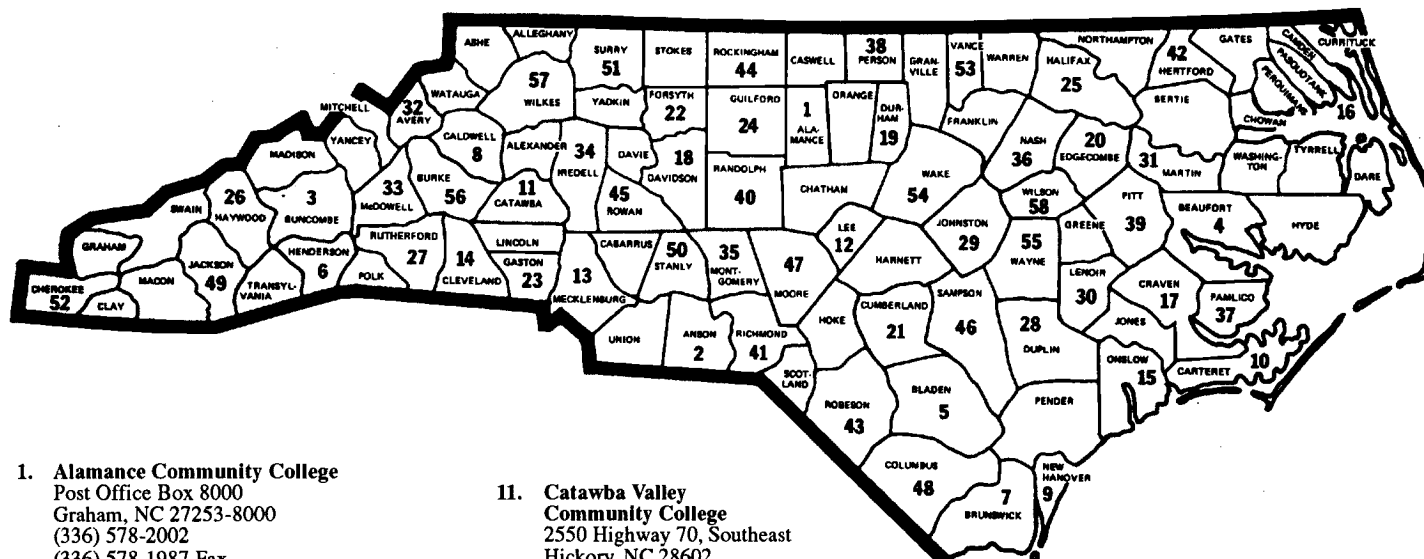 ASHE
ALLEGHANY
SURRY
51
STOKES
ROCKINGHAM
44
CASWELL
38
PERSON
GRAN-
VILLE
VANCE
53
WARREN
NORTHAMPTON
HALIFAX
25
42
HERTFORD
GATES
CAMDEN
CURRITUCK
PASQUOTANK
PERQUIMANS
16
CHOWAN
BERTIE
WATAUGA
57
WILKES
YADKIN
FORSYTH
22
GUILFORD
24
1
ALA-
MANCE
ORANGE
DUR-
HAM
19
FRANKLIN
NASH
36
20
EDGECOMBE
31
MARTIN
WASHING-
TON
TYRRELL
DARE
MITCHELL
32
AVERY
YANCEY
CALDWELL
8
ALEXANDER
34
IREDELL
DAVIE
18
DAVIDSON
RANDOLPH
40
CHATHAM
WAKE
54
WILSON
58
PITT
39
BEAUFORT
4
HYDE
MADISON
3
BUNCOMBE
33
McDOWELL
BURKE
56
11
CATAWBA
45
ROWAN
LEE
12
JOHNSTON
29
55
WAYNE
GREENE
SWAIN
26
HAYWOOD
GRAHAM
JACKSON
49
HENDERSON
6
RUTHERFORD
27
14
CLEVELAND
LINCOLN
GASTON
23
CABARRUS
13
MECKLENBURG
50
STANLY
35
MONT-
GOMERY
47
MOORE
HARNETT
LENOIR
30
CRAVEN
17
PAMLICO
37
CHEROKEE
52
CLAY
MACON
TRANSYL-
VANIA
POLK
UNION
ANSON
2
RICHMOND
41
HOKE
CUMBERLAND
21
SAMPSON
46
28
DUPLIN
JONES
ONSLOW
15
CARTERET
10
SCOT-
LAND
ROBESON
43
BLADEN
5
PENDER
COLUMBUS
48
7
BRUNSWICK
NEW
HANOVER
9
1. Alamance Community College
Post Office Box 8000
Graham, NC 27253-8000
(336) 578-2002
(336) 578-1987 Fax
11. Catawba Valley
Community College
2550 Highway 70, Southeast
Hickory, NC 28602